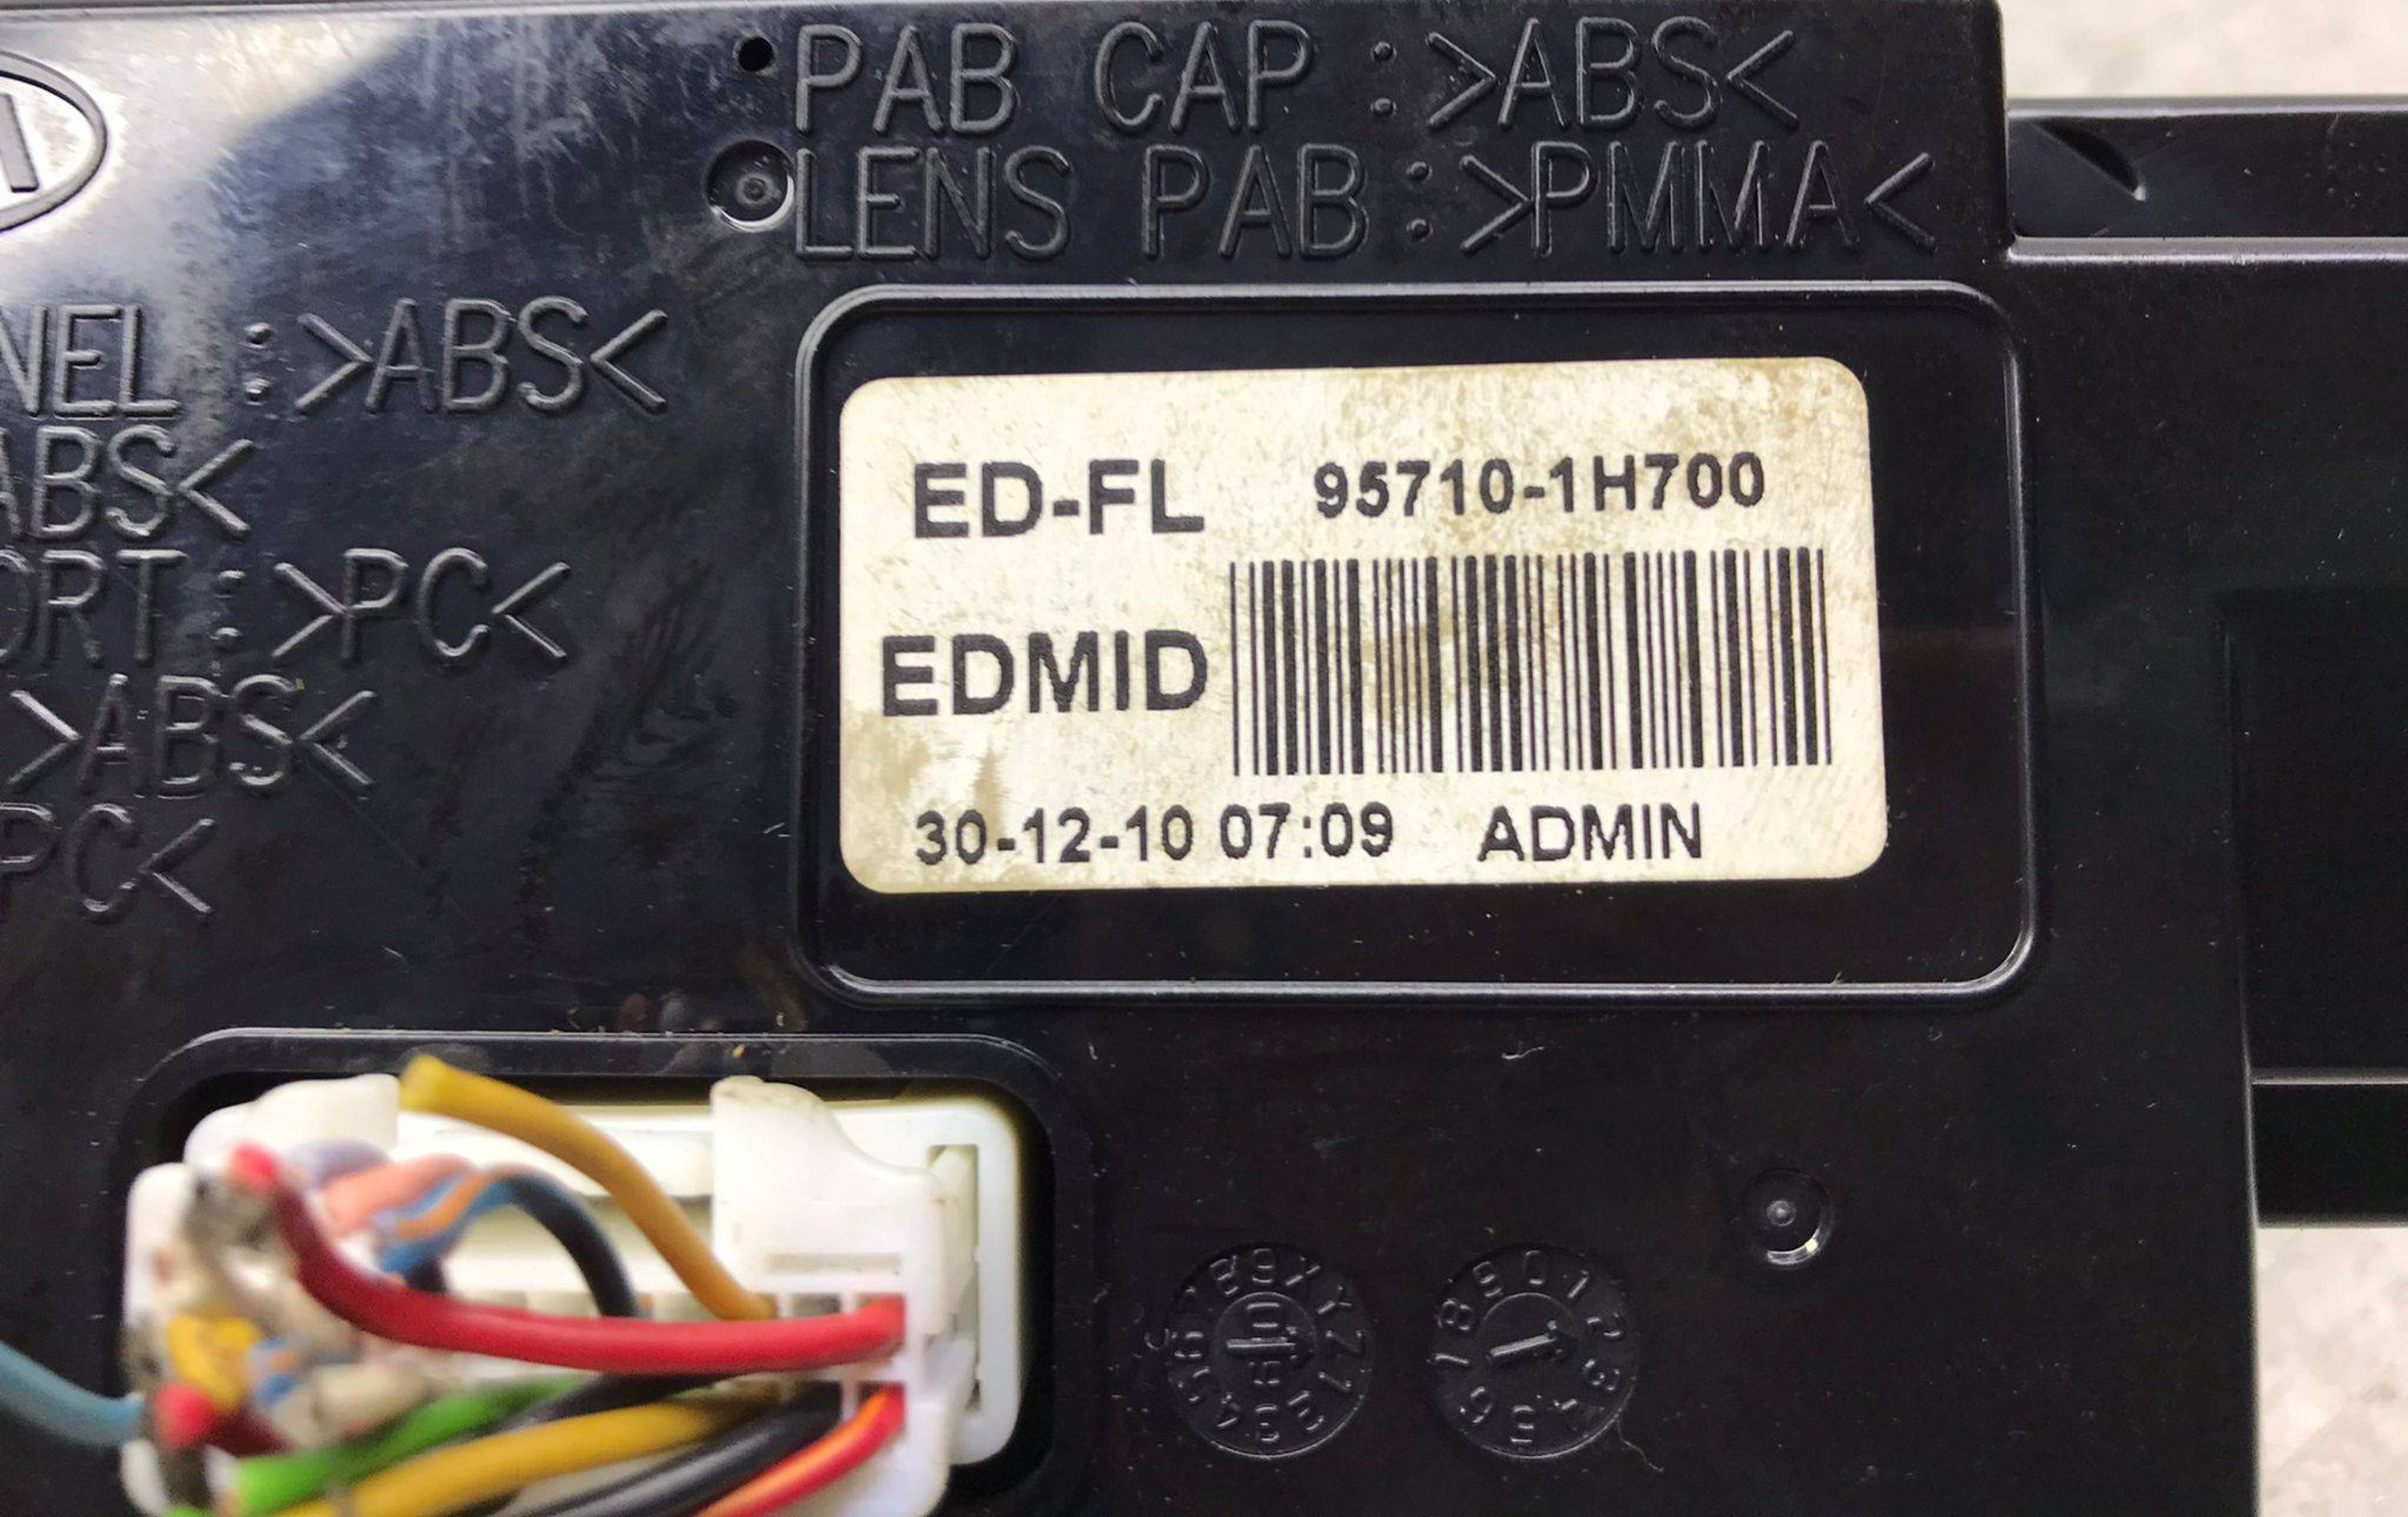 PAB CAP :>ABS<
LENS PAB:>PMMA<
NEL :>ABS<
ABS<
ORT:>PC<
>ABS<
PC<
ED-FL 95710-1H700
EDMID
30-12-10 07:09 ADMIN